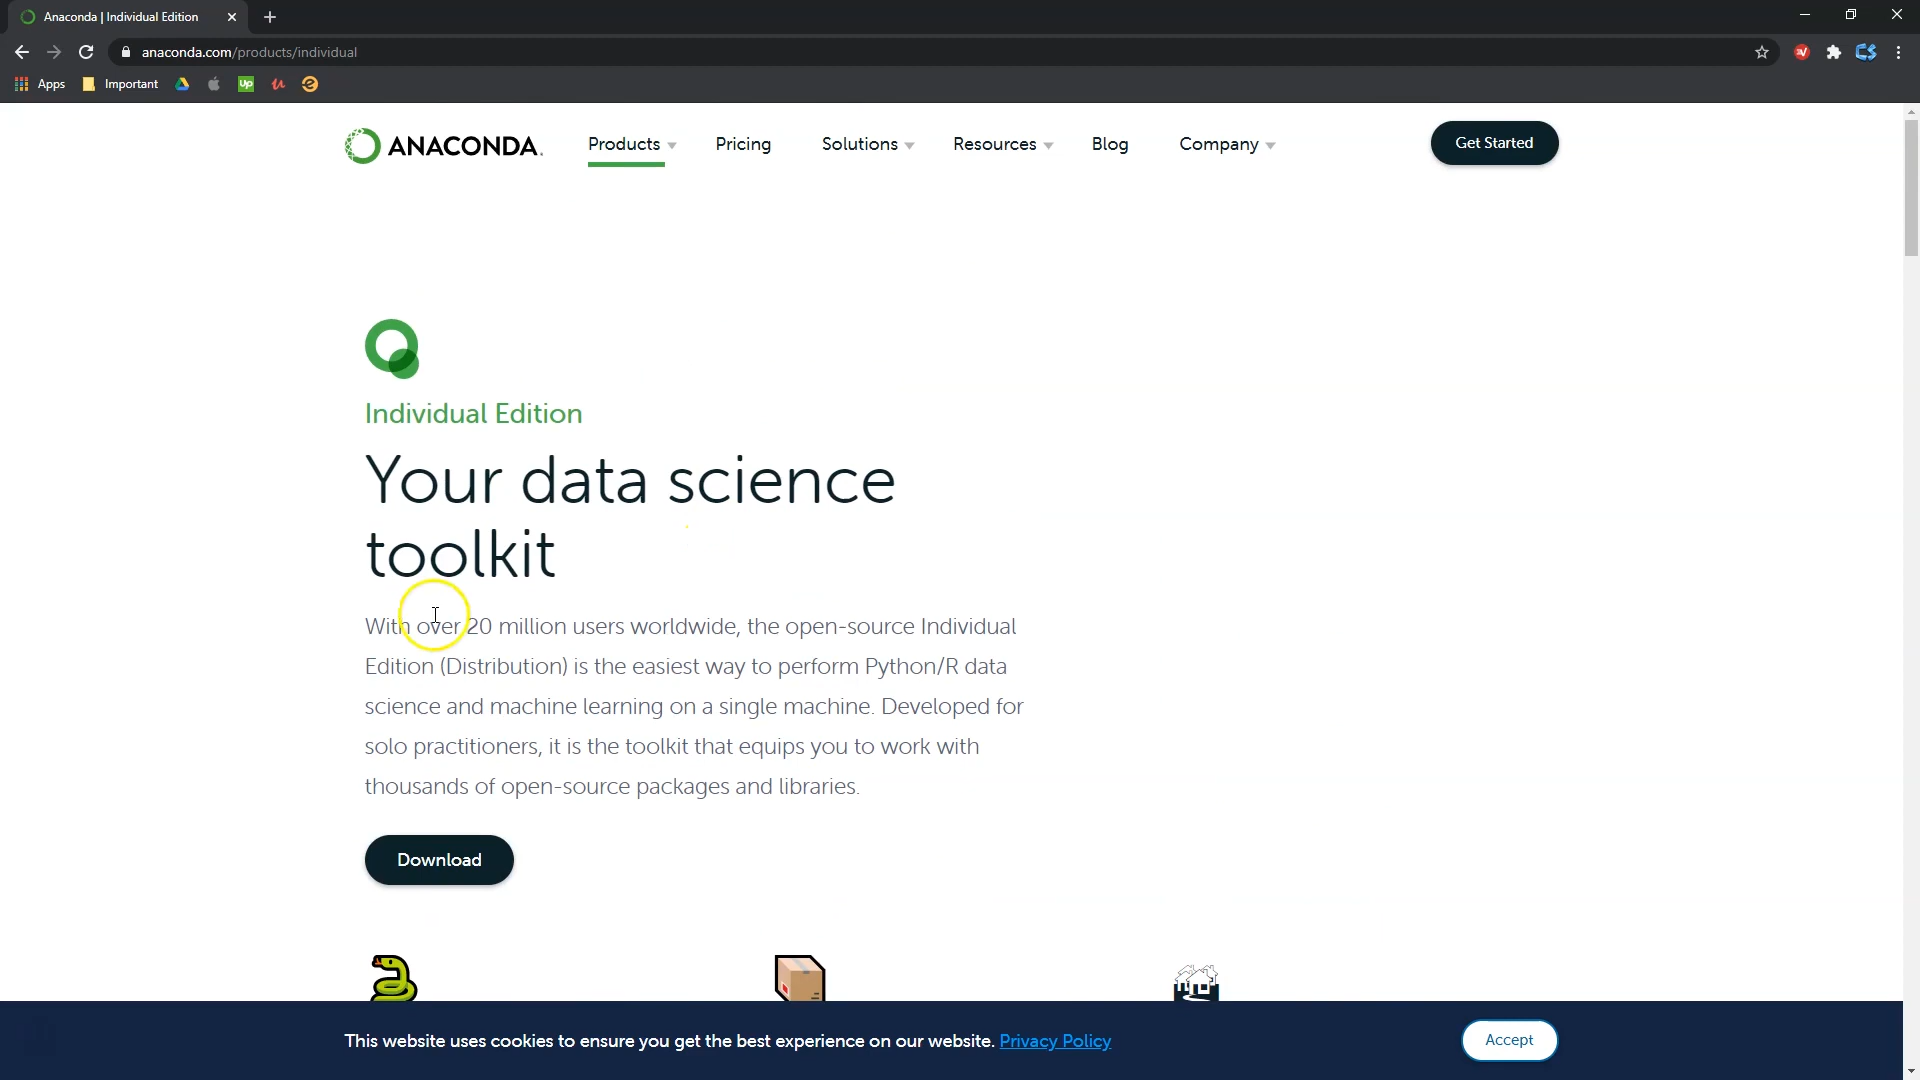 Anaconda | Individual Edition
anaconda.com/products/individual
Apps
Important
up
ANACONDA.
Products
Pricing
Solutions
Resources
Blog
Company
Get Started
Individual Edition
Your data science
toolkit
With over 20 million users worldwide, the open-source Individual
Edition (Distribution) is the easiest way to perform Python/R data
science and machine learning on a single machine. Developed for
solo practitioners, it is the toolkit that equips you to work with
thousands of open-source packages and libraries.
Download
This website uses cookies to ensure you get the best experience on our website. Privacy Policy
Accept